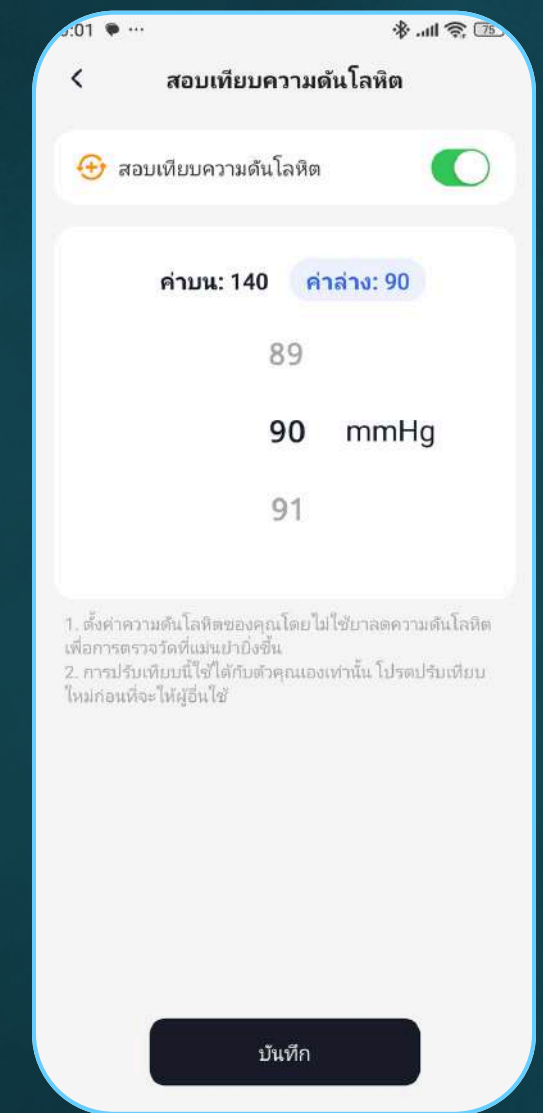 :01 ...
75
สอบเทียบความดันโลหิต
สอบเทียบความดันโลหิต
ค่าบน: 140 ค่าล่าง: 90
89
90 mmHg
91
1. ตั้งค่าความดันโลหิตของคุณโดยไม่ใช้ยาลดความดันโลหิต
เพื่อการตรวจวัดที่แม่นยำยิ่งขึ้น
2. การปรับเทียบนี้ใช้ได้กับตัวคุณเองเท่านั้น โปรดปรับเทียบ
ใหม่ก่อนที่จะให้ผู้อื่นใช้
บันทึก